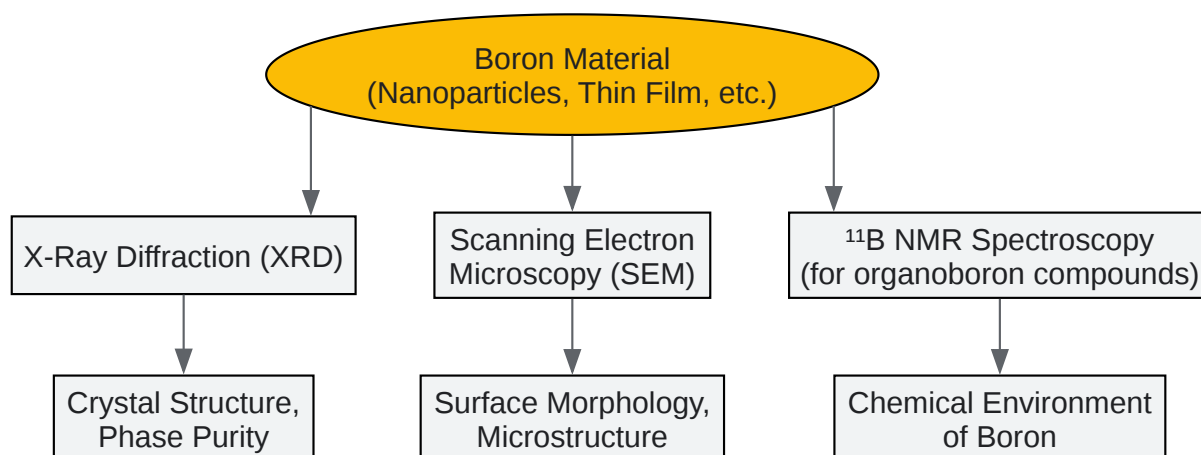 Boron Material
(Nanoparticles, Thin Film, etc.)
X-Ray Diffraction (XRD)
Scanning Electron
Microscopy (SEM)
¹¹B NMR Spectroscopy
(for organoboron compounds)
Crystal Structure,
Phase Purity
Surface Morphology,
Microstructure
Chemical Environment
of Boron